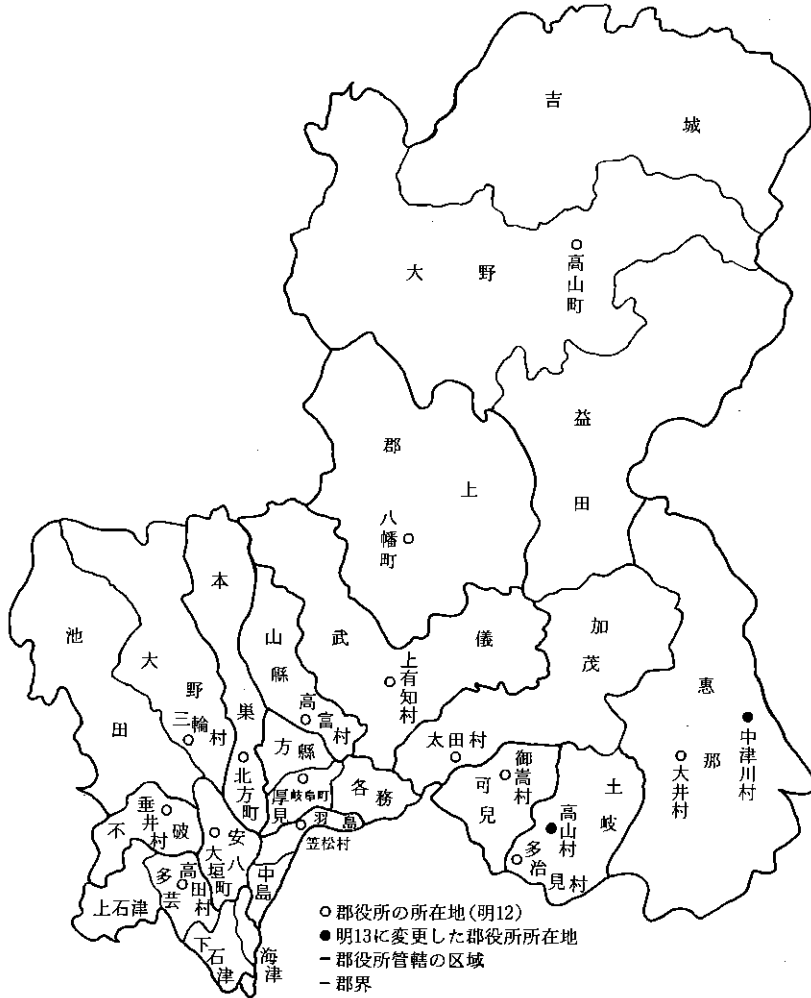 吉城
大野
高山町
益田
郡上
八幡町
池田
大野
三輪村
本巣
北方町
山縣
高富村
武儀
上有知村
加茂
太田村
恵那
中津川村
大井村
方縣
岐阜町
厚見
各務
羽島
笠松村
可兒
御嵩村
土岐
高山村
多治見村
不破
垂井村
安八
大垣町
中島
多芸
高田村
上石津
下石津
海津
○郡役所の所在地(明12)
●明13に変更した郡役所所在地
━郡役所管轄の区域
─郡界